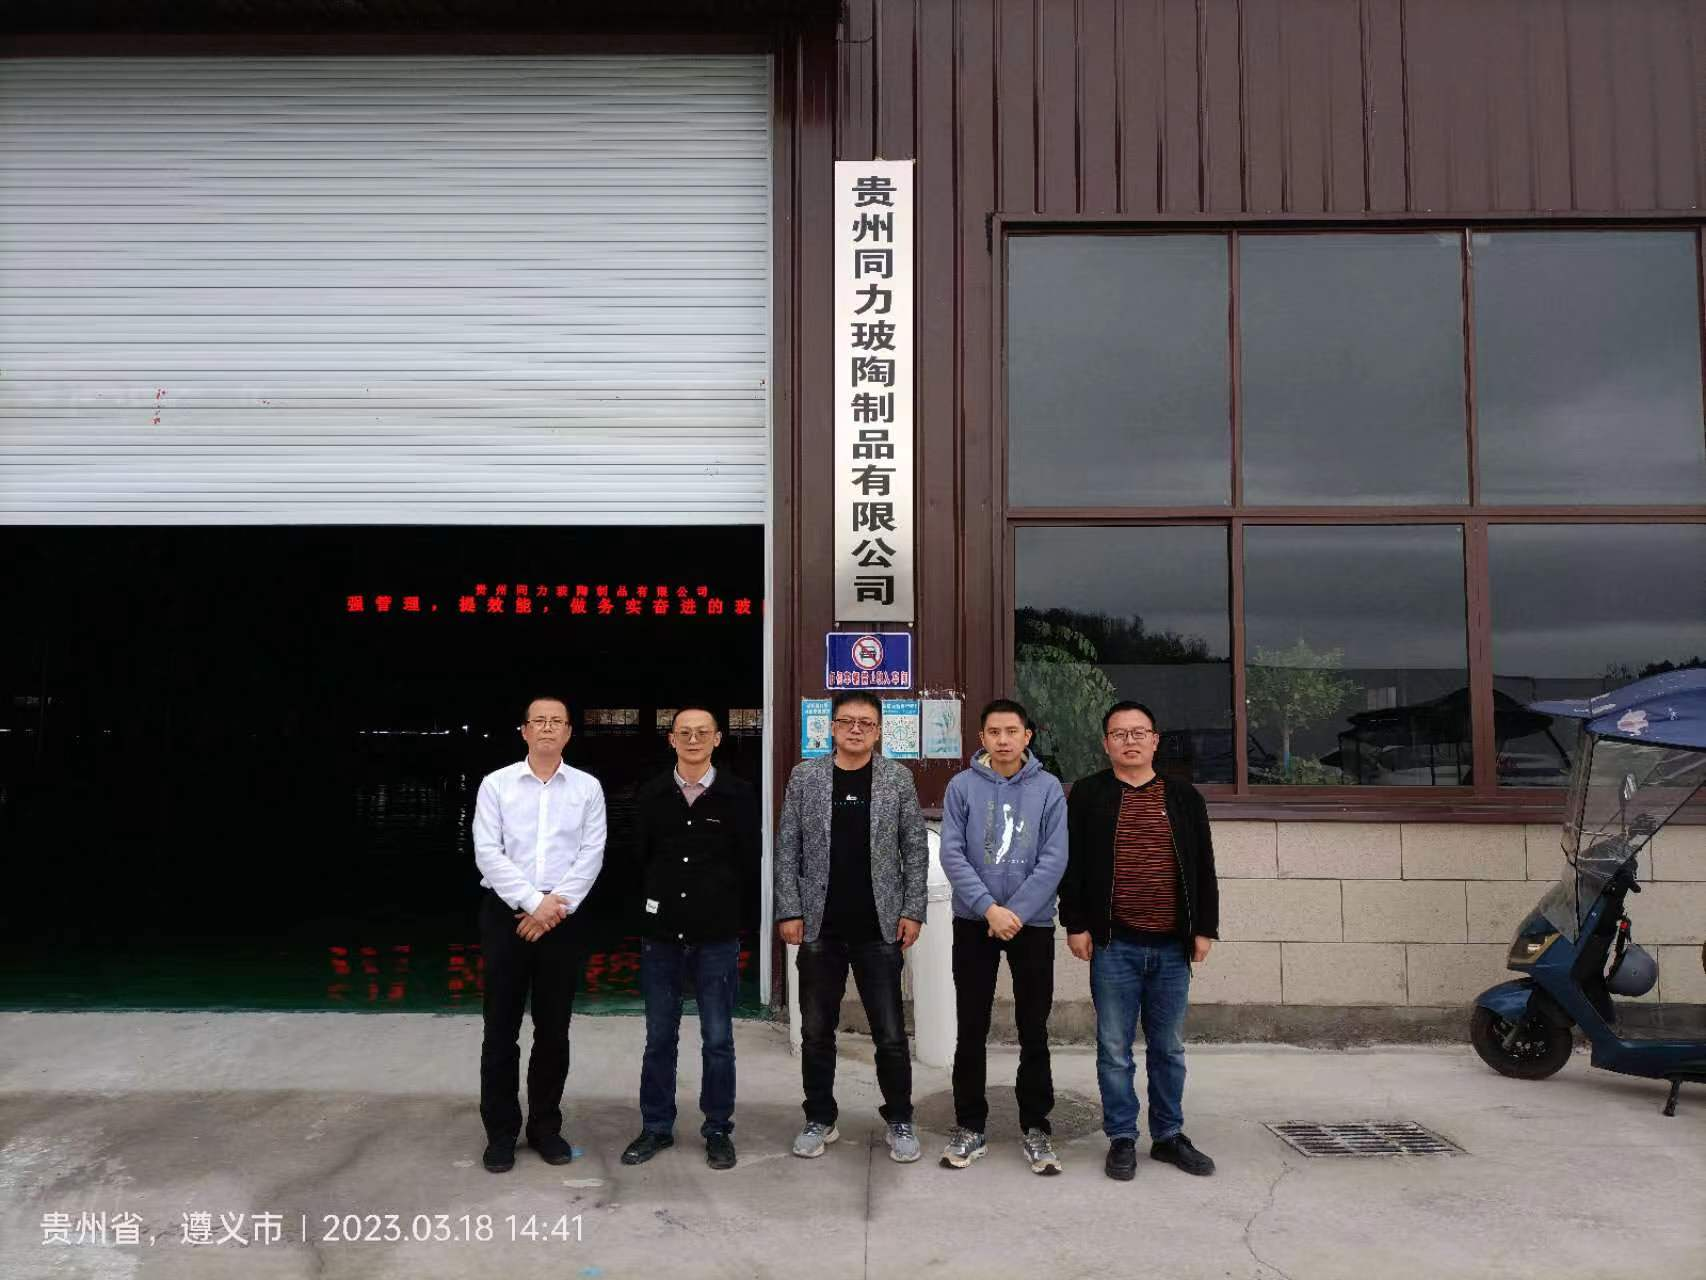 贵州同力玻陶制品有限公司
贵州同力玻陶制品有限公司
强管理，提效能，做务实奋进的玻
贵州省，遵义市 | 2023.03.18 14:41